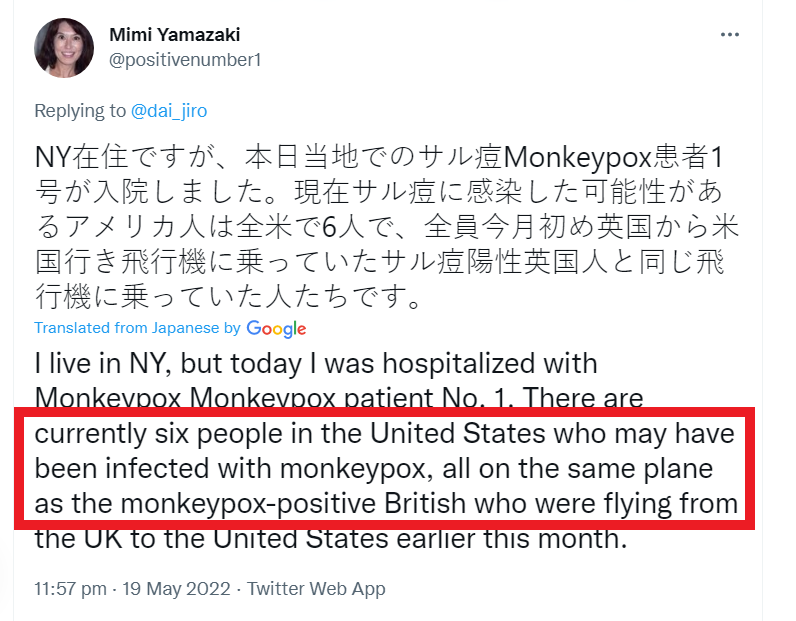 Mimi Yamazaki
@positivenumber1
Replying to @dai_jiro
NY在住ですが、本日当地でのサル痘Monkeypox患者1
号が入院しました。現在サル痘に感染した可能性があ
るアメリカ人は全米で6人で、全員今月初め英国から米
国行き飛行機に乗っていたサル痘陽性英国人と同じ飛
行機に乗っていた人たちです。
Translated from Japanese by Google
I live in NY, but today I was hospitalized with
Monkeypox Monkeypox patient No. 1. There are
currently six people in the United States who may have
been infected with monkeypox, all on the same plane
as the monkeypox-positive British who were flying from
the UK to the United States earlier this month.
11:57 pm · 19 May 2022 · Twitter Web App